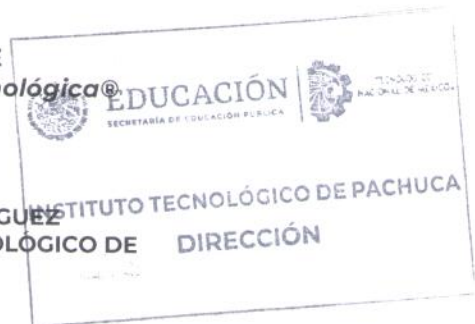 nológica®
EDUCACIÓN
SECRETARÍA DE EDUCACIÓN PÚBLICA
TECNOLÓGICO
NACIONAL DE MÉXICO
INSTITUTO TECNOLÓGICO DE PACHUCA
GUEZ
OLÓGICO DE
DIRECCIÓN